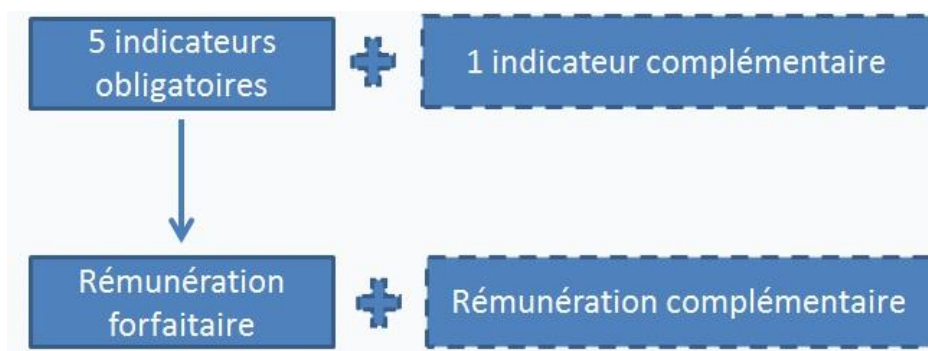 5 indicateurs
obligatoires
1 indicateur complémentaire
Rémunération
forfaitaire
Rémunération complémentaire